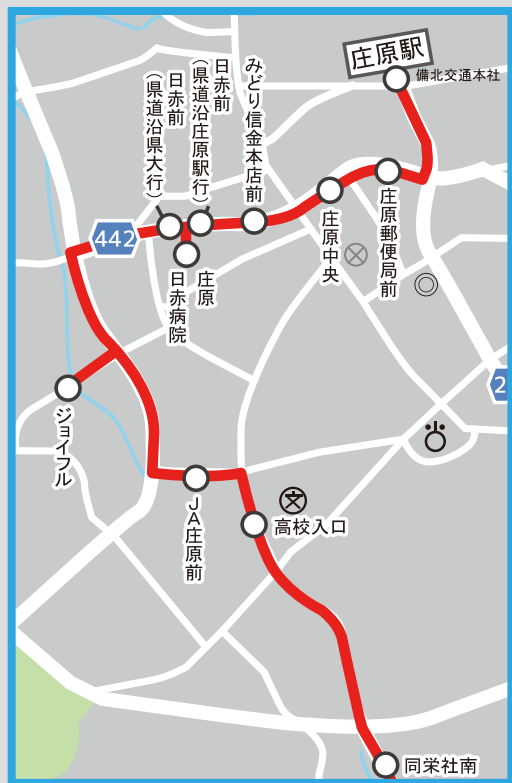 庄原駅
備北交通本社
庄原郵便局前
庄原中央
みどり信金本店前
日赤前
(県道沿庄原駅行)
日赤前
(県道沿県大行)
442
庄原
日赤病院
2
ジョイフル
JA庄原前
文
高校入口
同栄社南